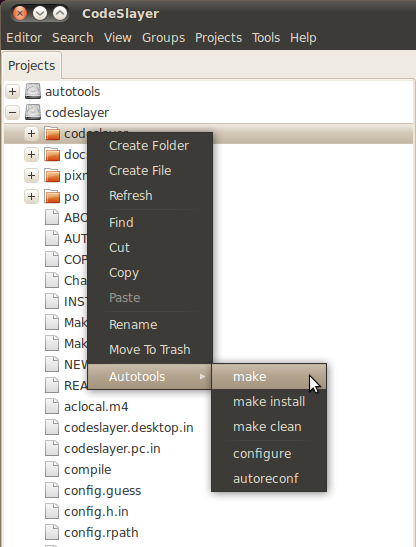 CodeSlayer
Editor Search View Groups Projects Tools Help
Projects
autotools
codeslayer
codeslayer
Create Folder
doc
Create File
pix
Refresh
po
ABO
Find
AUT
Cut
COP
Copy
Cha
Paste
INS
Rename
Mak
Move To Trash
Mak
NEW
Autotools
make
REA
make install
aclocal.m4
make clean
codeslayer.desktop.in
configure
codeslayer.pc.in
autoreconf
compile
config.guess
config.h.in
config.rpath